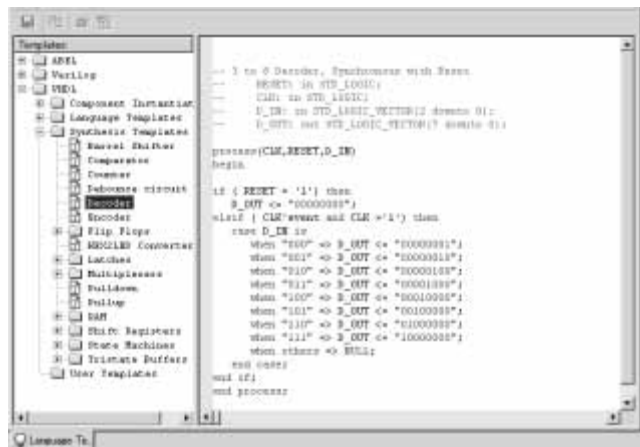 Templates
ABEL
Verilog
VHDL
Component Instantiat
Language Templates
Synthesis Templates
Barrel Shifter
Comparator
Counter
Debounce circuit
Decoder
Encoder
Flip Flops
HEX2LED Converter
Latches
Multiplexers
Pulldown
Pullup
RAM
Shift Registers
State Machines
Tristate Buffers
User Templates
-- 3 to 8 Decoder, Synchronous with Reset
-- RESET: in STD_LOGIC;
-- CLK: in STD_LOGIC;
-- D_IN: in STD_LOGIC_VECTOR(2 downto 0);
-- D_OUT: out STD_LOGIC_VECTOR(7 downto 0);
process(CLK,RESET,D_IN)
begin
if ( RESET = '1') then
D_OUT <= "00000000";
elsif ( CLK'event and CLK ='1') then
case D_IN is
when "000" => D_OUT <= "00000001";
when "001" => D_OUT <= "00000010";
when "010" => D_OUT <= "00000100";
when "011" => D_OUT <= "00001000";
when "100" => D_OUT <= "00010000";
when "101" => D_OUT <= "00100000";
when "110" => D_OUT <= "01000000";
when "111" => D_OUT <= "10000000";
when others => NULL;
end case;
end if;
end process;
Language Te.